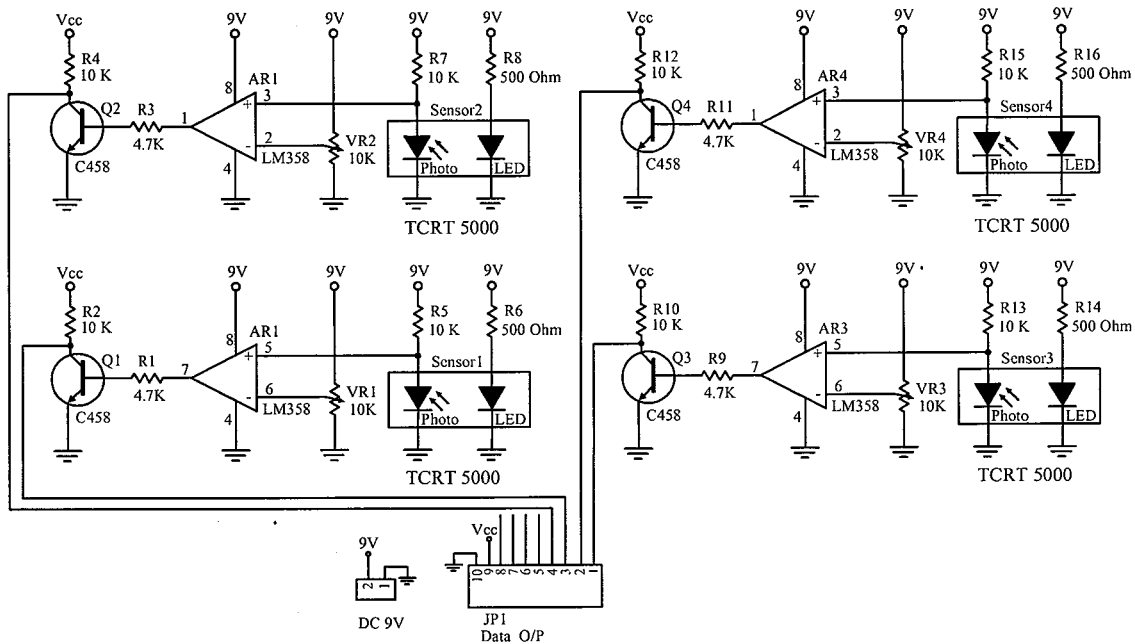 Vcc 9V 9V 9V 9V
R4
10 K
8
AR1
3
+
R7
10 K
R8
500 Ohm
Q2
R3
4.7K
1
2
-
LM358
VR2
10K
Sensor2
Photo
LED
C458
4
TCRT 5000
Vcc 9V 9V 9V 9V
R12
10 K
8
AR4
3
+
R15
10 K
R16
500 Ohm
Q4
R11
4.7K
1
2
-
LM358
VR4
10K
Sensor4
Photo
LED
C458
4
TCRT 5000
Vcc 9V 9V 9V 9V
R2
10 K
8
AR1
5
+
R5
10 K
R6
500 Ohm
Q1
R1
4.7K
7
6
-
LM358
VR1
10K
Sensor1
Photo
LED
C458
4
TCRT 5000
Vcc 9V 9V 9V 9V
R10
10 K
8
AR3
5
+
R13
10 K
R14
500 Ohm
Q3
R9
4.7K
7
6
-
LM358
VR3
10K
Sensor3
Photo
LED
C458
4
TCRT 5000
9V
2 1
DC 9V
Vcc
10 9 8 7 6 5 4 3 2 1
JP1
Data O/P